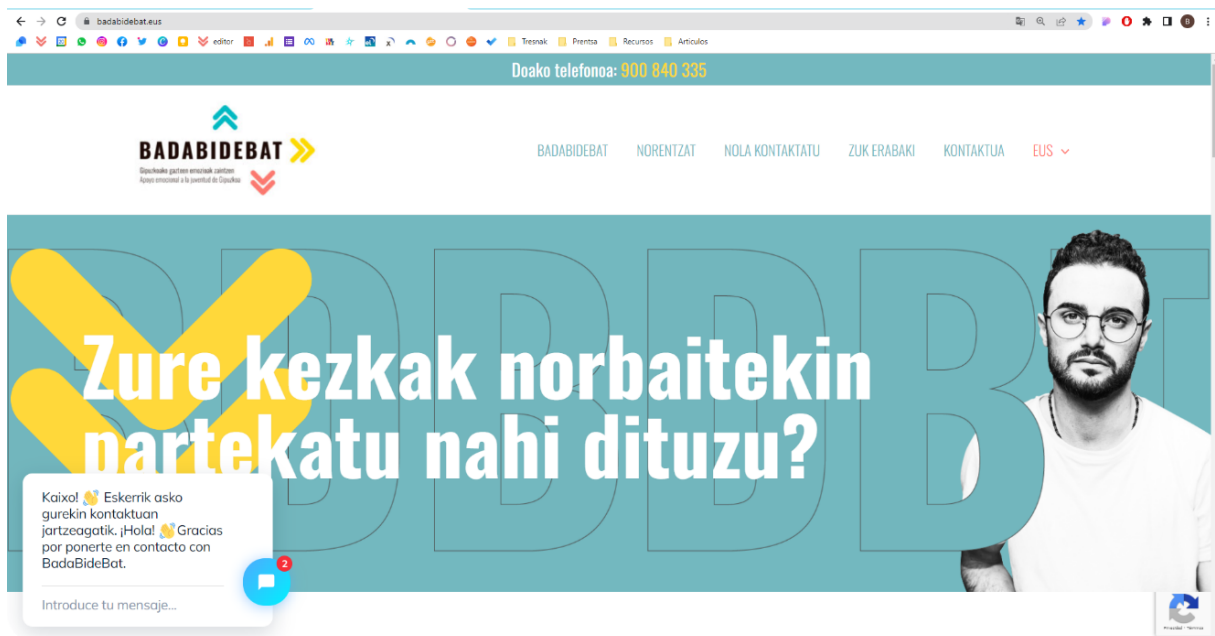 badabidebat.eus
editor
Tresnak
Prentsa
Recursos
Articulos
Doako telefonoa: 900 840 335
BADABIDEBAT
Gipuzkoako gazteen emozioak zaintzen
Apoyo emocional a la juventud de Gipuzkoa
BADABIDEBAT NORENTZAT NOLA KONTAKTATU ZUK ERABAKI KONTAKTUA EUS
BDBDBDBT
Zure kezkak norbaitekin
partekatu nahi dituzu?
Kaixo! 👋 Eskerrik asko
gurekin kontaktuan
jartzeagatik. ¡Hola! 👋 Gracias
por ponerte en contacto con
BadaBideBat.
2
Introduce tu mensaje...